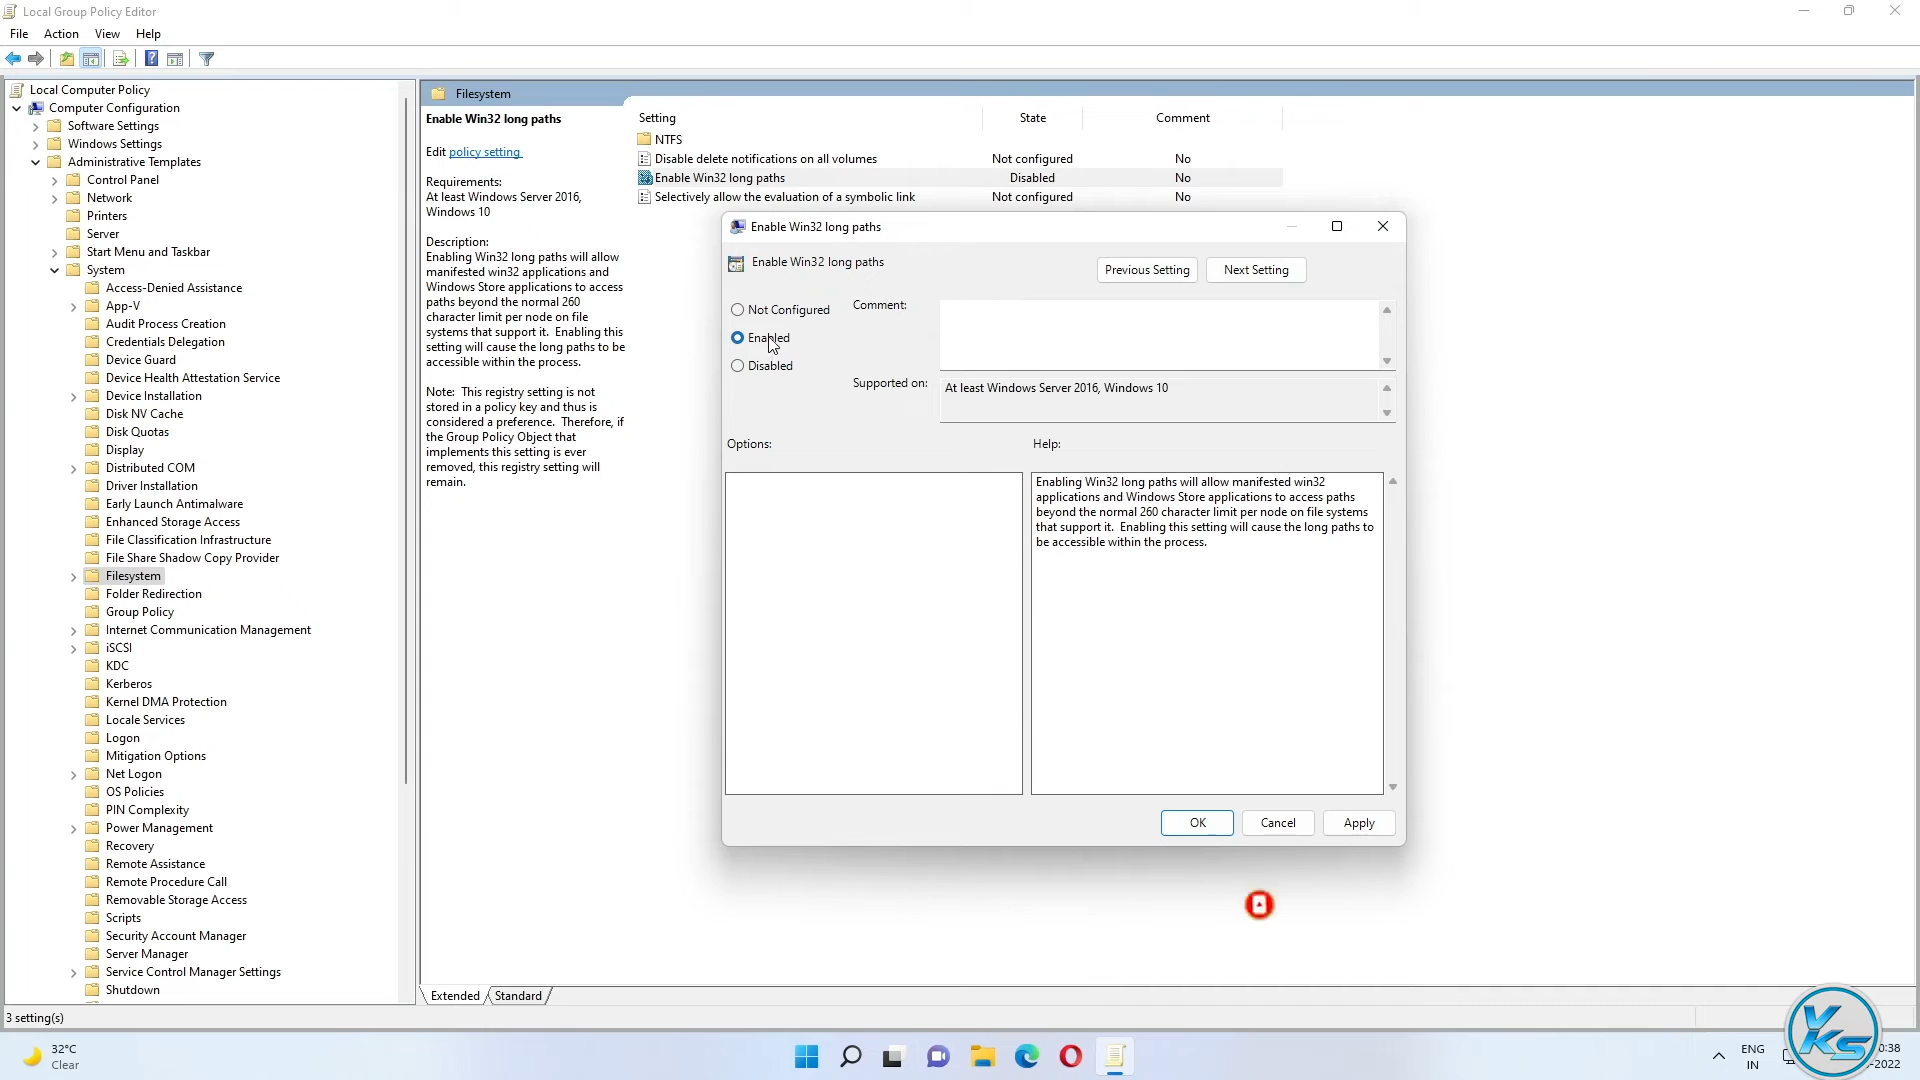 Local Group Policy Editor
File Action View Help
Local Computer Policy
Computer Configuration
Software Settings
Windows Settings
Administrative Templates
Control Panel
Network
Printers
Server
Start Menu and Taskbar
System
Access-Denied Assistance
App-V
Audit Process Creation
Credentials Delegation
Device Guard
Device Health Attestation Service
Device Installation
Disk NV Cache
Disk Quotas
Display
Distributed COM
Driver Installation
Early Launch Antimalware
Enhanced Storage Access
File Classification Infrastructure
File Share Shadow Copy Provider
Filesystem
Folder Redirection
Group Policy
Internet Communication Management
iSCSI
KDC
Kerberos
Kernel DMA Protection
Locale Services
Logon
Mitigation Options
Net Logon
OS Policies
PIN Complexity
Power Management
Recovery
Remote Assistance
Remote Procedure Call
Removable Storage Access
Scripts
Security Account Manager
Server Manager
Service Control Manager Settings
Shutdown
Filesystem
Enable Win32 long paths
Edit policy setting
Requirements:
At least Windows Server 2016,
Windows 10
Description:
Enabling Win32 long paths will allow
manifested win32 applications and
Windows Store applications to access
paths beyond the normal 260
character limit per node on file
systems that support it. Enabling this
setting will cause the long paths to be
accessible within the process.
Note: This registry setting is not
stored in a policy key and thus is
considered a preference. Therefore, if
the Group Policy Object that
implements this setting is ever
removed, this registry setting will
remain.
Setting State Comment
NTFS
Disable delete notifications on all volumes Not configured No
Enable Win32 long paths Disabled No
Selectively allow the evaluation of a symbolic link Not configured No
Enable Win32 long paths
Enable Win32 long paths
Previous Setting Next Setting
Not Configured
Enabled
Disabled
Comment:
Supported on:
At least Windows Server 2016, Windows 10
Options:
Help:
Enabling Win32 long paths will allow manifested win32
applications and Windows Store applications to access paths
beyond the normal 260 character limit per node on file systems
that support it. Enabling this setting will cause the long paths to
be accessible within the process.
OK Cancel Apply
Extended Standard
3 setting(s)
32°C
Clear
ENG
IN
0:38
-2022
YKS